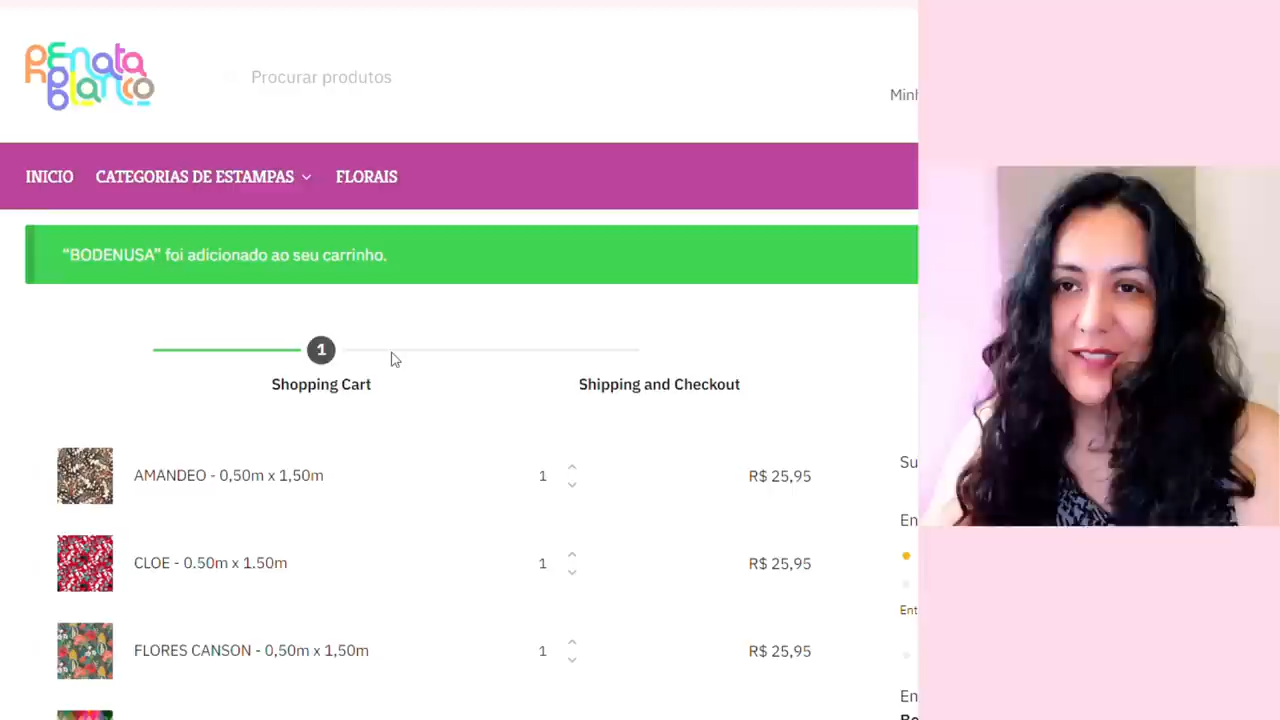 RENATA
BLANCO
Procurar produtos
Minh
INICIO CATEGORIAS DE ESTAMPAS FLORAIS
“BODENUSA” foi adicionado ao seu carrinho.
1
Shopping Cart Shipping and Checkout
AMANDEO - 0,50m x 1,50m 1 R$ 25,95
Su
En
CLOE - 0.50m x 1.50m 1 R$ 25,95
Ent
FLORES CANSON - 0,50m x 1,50m 1 R$ 25,95
En